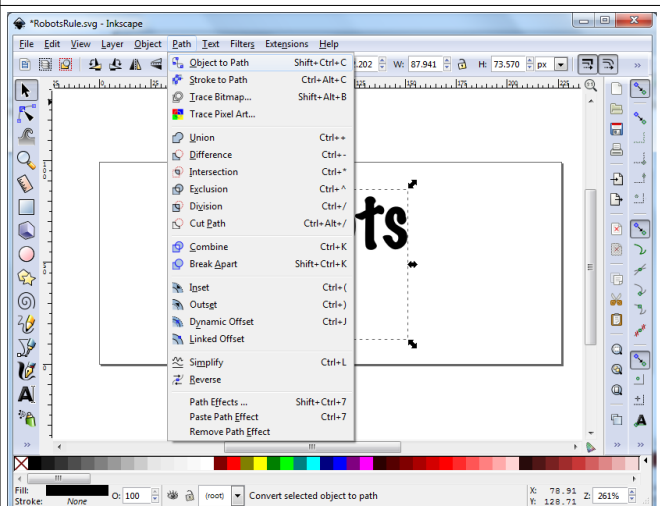 *RobotsRule.svg - Inkscape
File Edit View Layer Object Path Text Filters Extensions Help
.202 W: 87.941 H: 73.570 px
Object to Path Shift+Ctrl+C
Stroke to Path Ctrl+Alt+C
Trace Bitmap... Shift+Alt+B
Trace Pixel Art...
Union Ctrl++
Difference Ctrl+-
Intersection Ctrl+*
Exclusion Ctrl+^
Division Ctrl+/
Cut Path Ctrl+Alt+/
Combine Ctrl+K
Break Apart Shift+Ctrl+K
Inset Ctrl+(
Outset Ctrl+)
Dynamic Offset Ctrl+J
Linked Offset
Simplify Ctrl+L
Reverse
Path Effects ... Shift+Ctrl+7
Paste Path Effect Ctrl+7
Remove Path Effect
ots
Fill:
Stroke: None
O: 100
(root)
Convert selected object to path
X: 78.91
Y: 128.71
Z: 261%